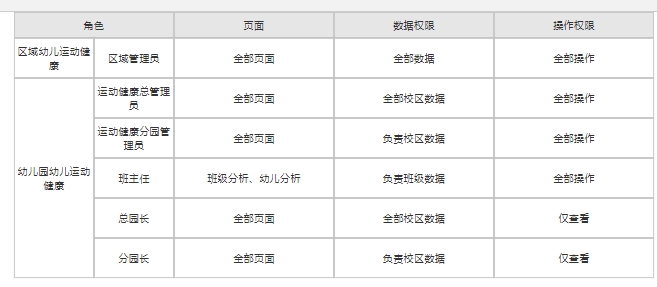 角色 页面 数据权限 操作权限
区域幼儿运动健
康
区域管理员 全部页面 全部数据 全部操作
幼儿园幼儿运动
健康
运动健康总管理
员
全部页面 全部校区数据 全部操作
运动健康分园管
理员
全部页面 负责校区数据 全部操作
班主任 班级分析、幼儿分析 负责班级数据 全部操作
总园长 全部页面 全部校区数据 仅查看
分园长 全部页面 负责校区数据 仅查看